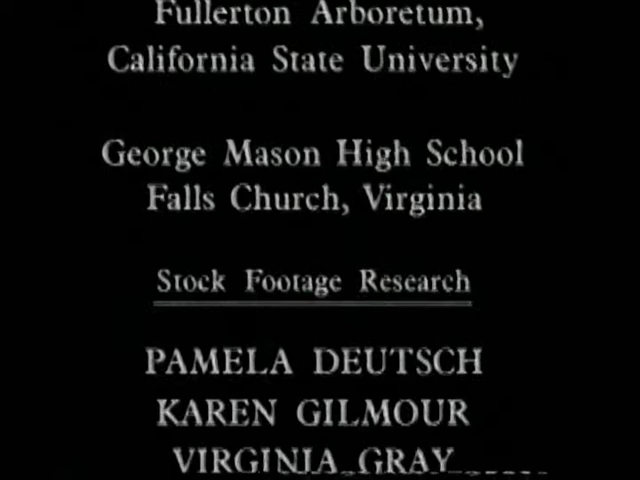 Fullerton Arboretum,
California State University
George Mason High School
Falls Church, Virginia
Stock Footage Research
PAMELA DEUTSCH
KAREN GILMOUR
VIRGINIA GRAY